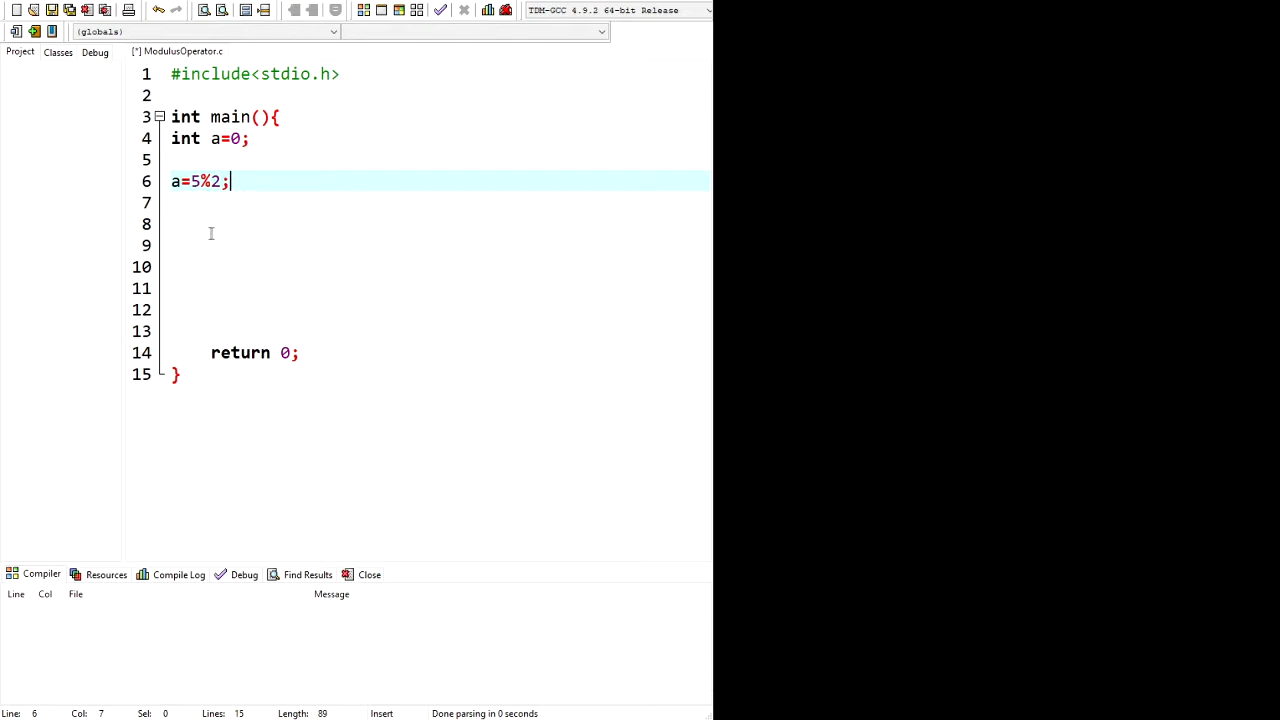 TDM-GCC 4.9.2 64-bit Release
(globals)
Project Classes Debug [*] ModulusOperator.c
1 #include<stdio.h>
2
3 int main(){
4 int a=0;
5
6 a=5%2;
7
8
9
10
11
12
13
14 return 0;
15 }
Compiler Resources Compile Log Debug Find Results Close
Line Col File Message
Line: 6 Col: 7 Sel: 0 Lines: 15 Length: 89 Insert Done parsing in 0 seconds